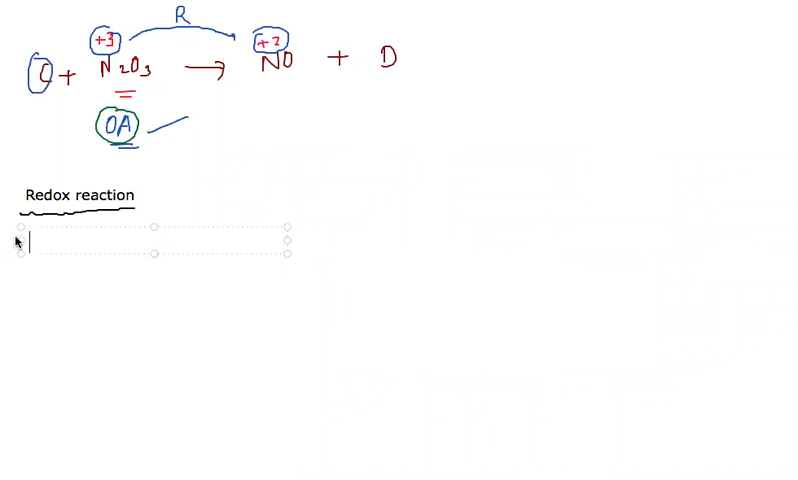 R
+3 +2
C + N2O3 → NO + D
OA
Redox reaction